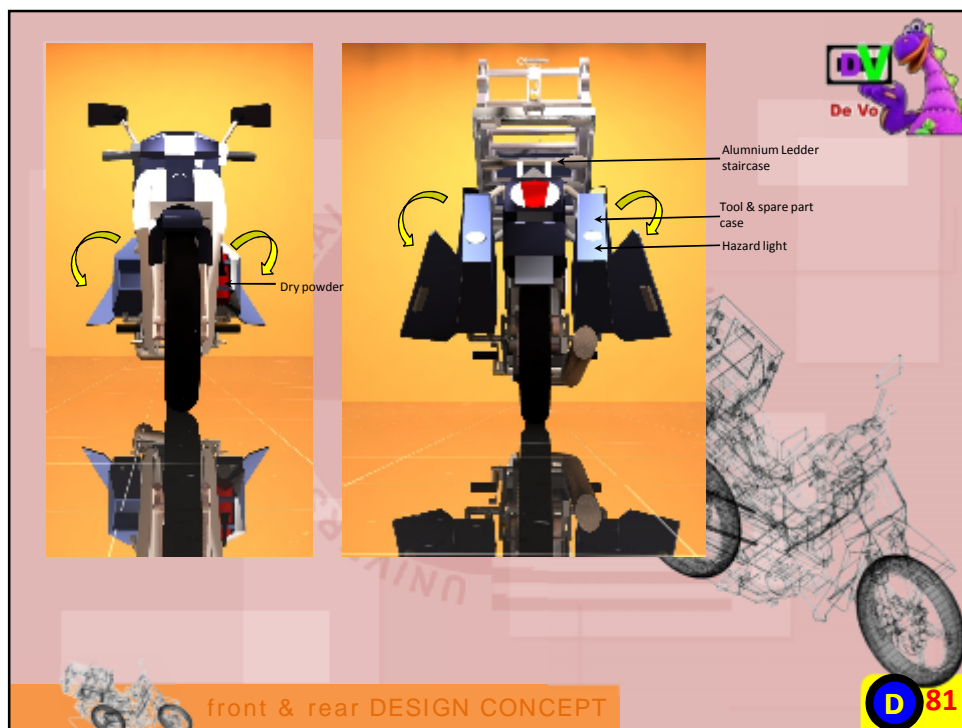 DV
De Vo
Alumnium Ledder
staircase
Tool & spare part
case
Hazard light
Dry powder
UNIVERS
front & rear DESIGN CONCEPT
D
81